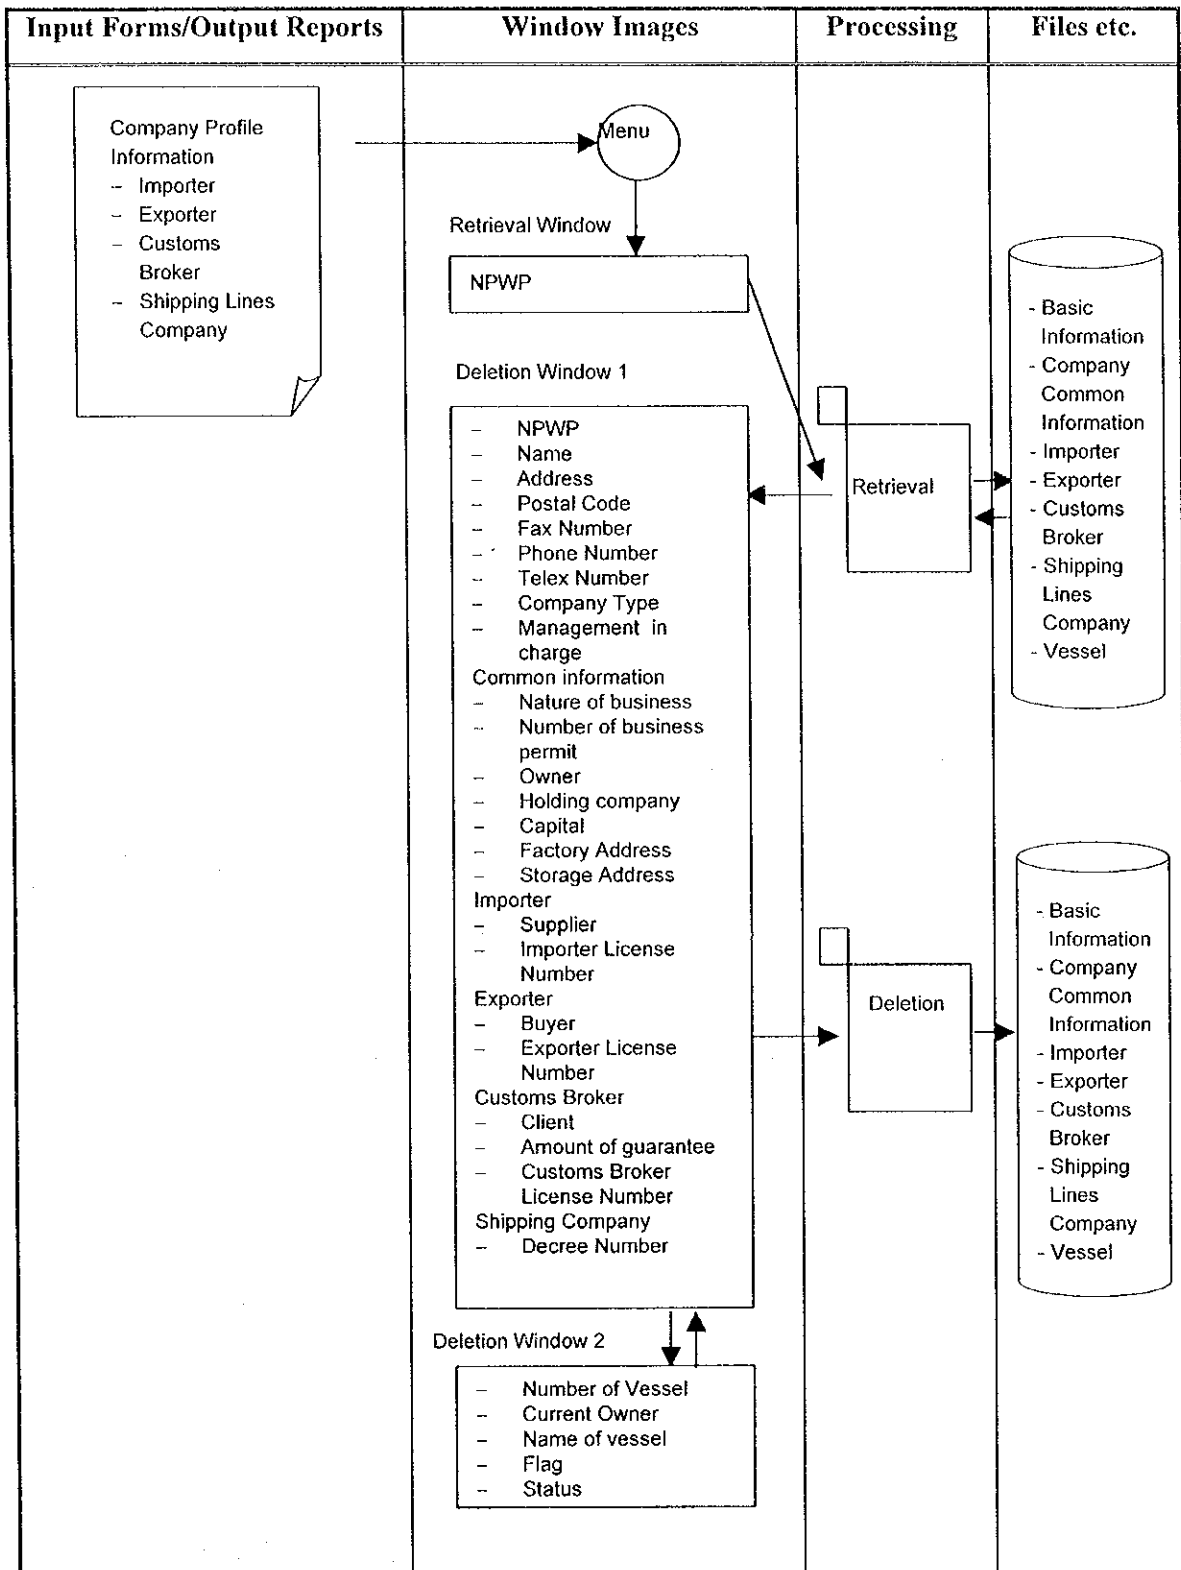 Input Forms/Output Reports
Window Images
Processing
Files etc.
Company Profile
Information
– Importer
– Exporter
– Customs
Broker
– Shipping Lines
Company
Menu
Retrieval Window
NPWP
Deletion Window 1
– NPWP
– Name
– Address
– Postal Code
– Fax Number
– Phone Number
– Telex Number
– Company Type
– Management in
charge
Common information
– Nature of business
– Number of business
permit
– Owner
– Holding company
– Capital
– Factory Address
– Storage Address
Importer
– Supplier
– Importer License
Number
Exporter
– Buyer
– Exporter License
Number
Customs Broker
– Client
– Amount of guarantee
– Customs Broker
License Number
Shipping Company
– Decree Number
Deletion Window 2
– Number of Vessel
– Current Owner
– Name of vessel
– Flag
– Status
Retrieval
Deletion
- Basic
Information
- Company
Common
Information
- Importer
- Exporter
- Customs
Broker
- Shipping
Lines
Company
- Vessel
- Basic
Information
- Company
Common
Information
- Importer
- Exporter
- Customs
Broker
- Shipping
Lines
Company
- Vessel